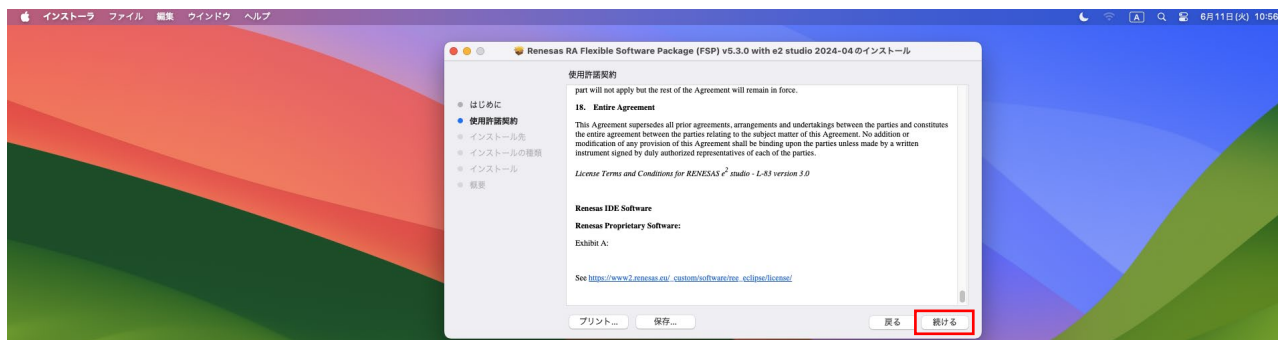 インストーラ ファイル 編集 ウインドウ ヘルプ A 6月11日(火) 10:56
Renesas RA Flexible Software Package (FSP) v5.3.0 with e2 studio 2024-04 のインストール
使用許諾契約
はじめに
使用許諾契約
インストール先
インストールの種類
インストール
概要
part will not apply but the rest of the Agreement will remain in force.
18. Entire Agreement
This Agreement supersedes all prior agreements, arrangements and undertakings between the parties and constitutes
the entire agreement between the parties relating to the subject matter of this Agreement. No addition or
modification of any provision of this Agreement shall be binding upon the parties unless made by a written
instrument signed by duly authorized representatives of each of the parties.
License Terms and Conditions for RENESAS e2 studio - L-83 version 3.0
Renesas IDE Software
Renesas Proprietary Software:
Exhibit A:
See https://www2.renesas.eu/_custom/software/ree_eclipse/license/
プリント... 保存... 戻る 続ける